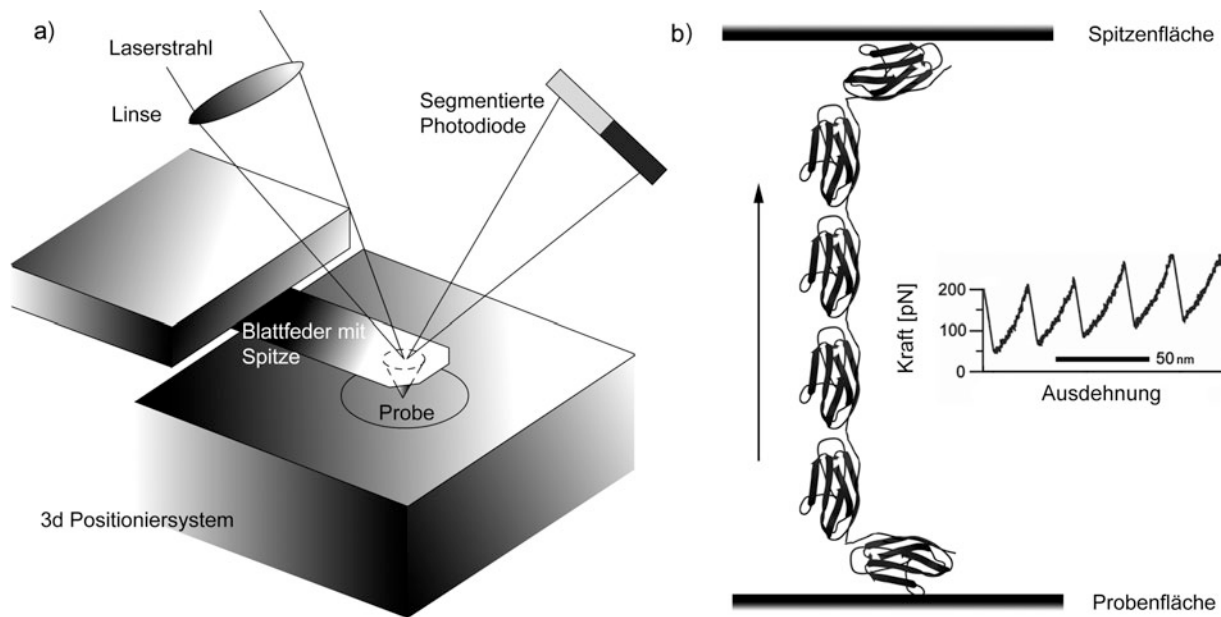 a)
Laserstrahl
Linse
Segmentierte
Photodiode
Blattfeder mit
Spitze
Probe
3d Positioniersystem
b)
Spitzenfläche
Kraft [pN]
200
100
0
50 nm
Ausdehnung
Probenfläche